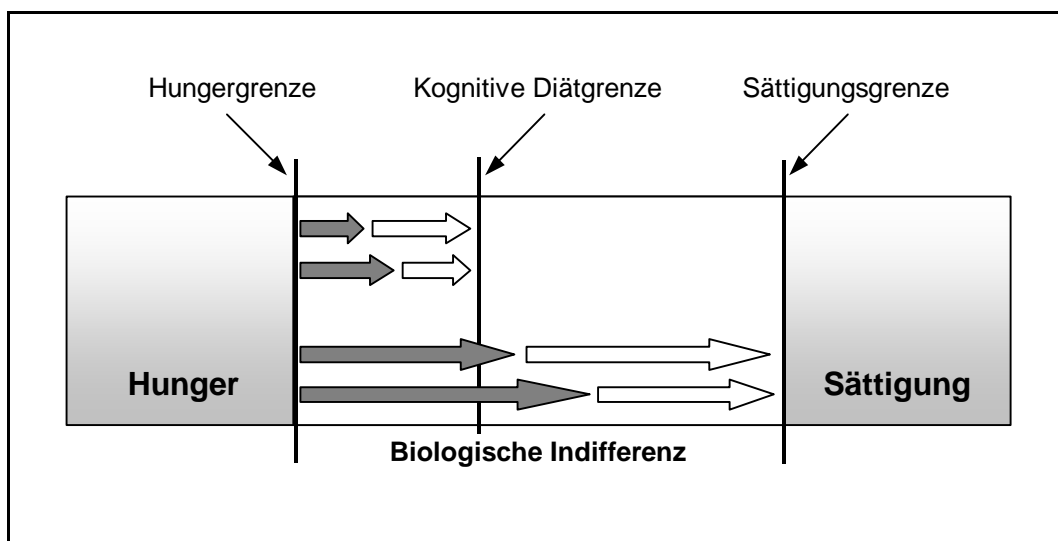 Hungergrenze
Kognitive Diätgrenze
Sättigungsgrenze
Hunger
Sättigung
Biologische Indifferenz